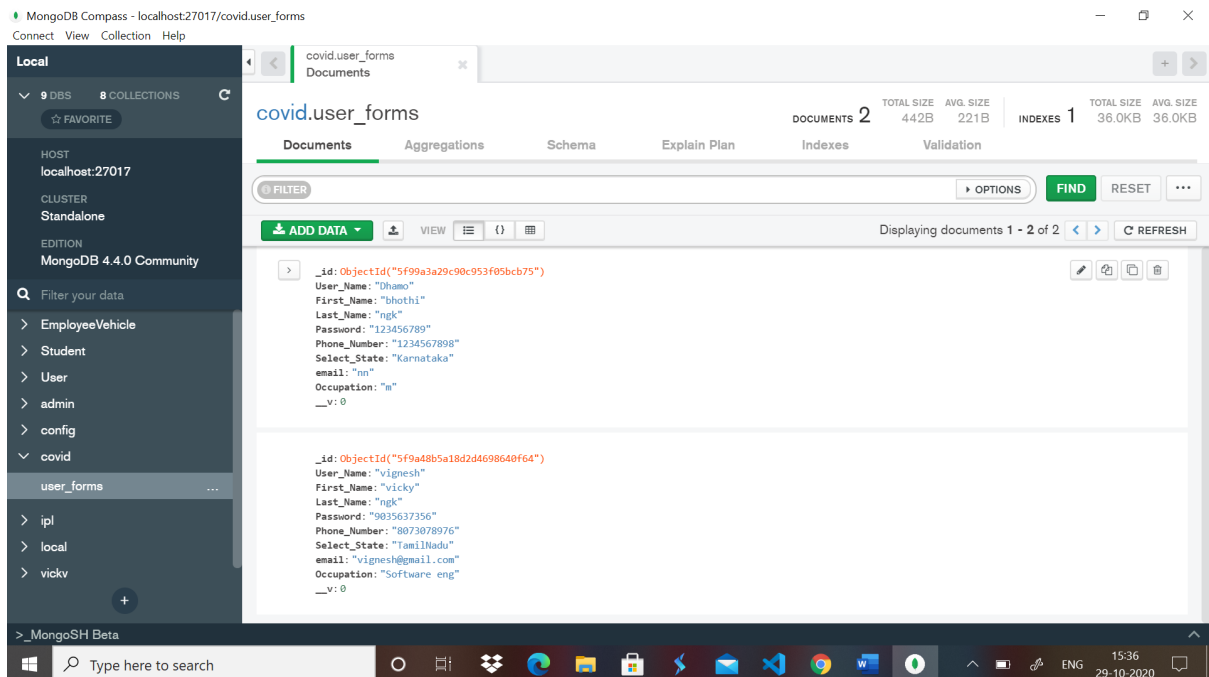 MongoDB Compass - localhost:27017/covid.user_forms
Connect View Collection Help
Local
covid.user_forms
Documents
9 DBS 8 COLLECTIONS
FAVORITE
covid.user_forms
DOCUMENTS 2 TOTAL SIZE 442B AVG. SIZE 221B INDEXES 1 TOTAL SIZE 36.0KB AVG. SIZE 36.0KB
Documents Aggregations Schema Explain Plan Indexes Validation
HOST
localhost:27017
CLUSTER
Standalone
EDITION
MongoDB 4.4.0 Community
FILTER OPTIONS FIND RESET ...
ADD DATA VIEW {} Displaying documents 1 - 2 of 2 < > REFRESH
Filter your data
EmployeeVehicle
Student
User
admin
config
covid
user_forms ...
ipl
local
vickv
+
_id: ObjectId("5f99a3a29c90c953f05bcb75")
User_Name: "Dhamo"
First_Name: "bhothi"
Last_Name: "ngk"
Password: "123456789"
Phone_Number: "1234567898"
Select_State: "Karnataka"
email: "nn"
Occupation: "m"
__v: 0
_id: ObjectId("5f9a48b5a18d2d4698640f64")
User_Name: "vignesh"
First_Name: "vicky"
Last_Name: "ngk"
Password: "9035637356"
Phone_Number: "8073078976"
Select_State: "TamilNadu"
email: "vignesh@gmail.com"
Occupation: "Software eng"
__v: 0
>_MongoSH Beta
Type here to search
ENG
15:36
29-10-2020